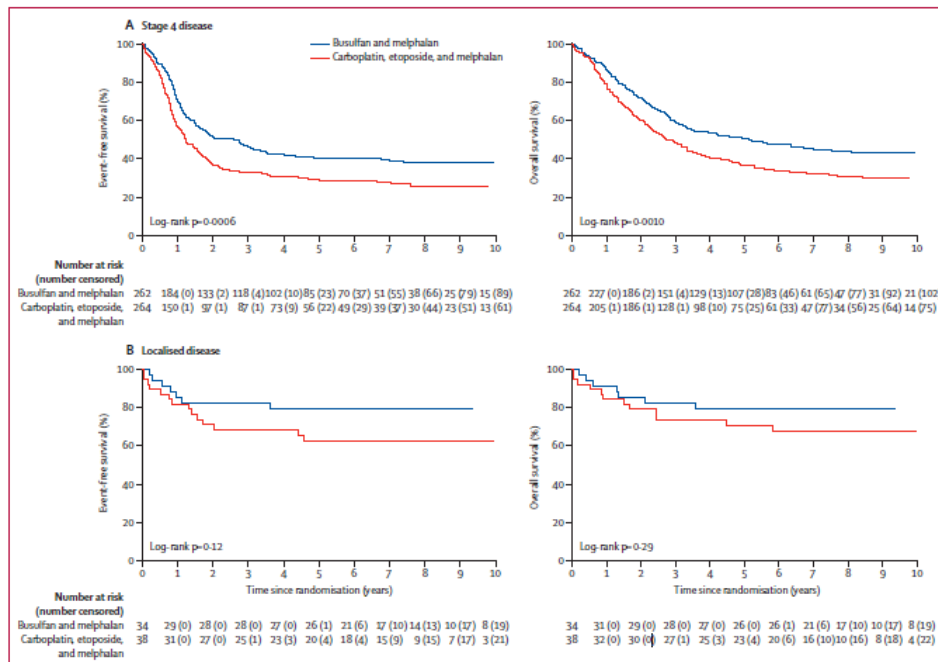 A Stage 4 disease
Busulfan and melphalan
Carboplatin, etoposide, and melphalan
100
80
60
40
20
0
Event-free survival (%)
Log-rank p=0·0006
0 1 2 3 4 5 6 7 8 9 10
100
80
60
40
20
0
Overall survival (%)
Log-rank p=0·0010
0 1 2 3 4 5 6 7 8 9 10
Number at risk
(number censored)
Busulfan and melphalan 262 184 (0) 133 (2) 118 (4) 102 (10) 85 (23) 70 (37) 51 (55) 38 (66) 25 (79) 15 (89) 262 227 (0) 186 (2) 151 (4) 129 (13) 107 (28) 83 (46) 61 (65) 47 (77) 31 (92) 21 (102
Carboplatin, etoposide, 264 150 (1) 97 (1) 87 (1) 73 (9) 56 (22) 49 (29) 39 (37) 30 (44) 23 (51) 13 (61) 264 205 (1) 186 (1) 128 (1) 98 (10) 75 (25) 61 (33) 47 (77) 34 (56) 25 (64) 14 (75)
and melphalan
B Localised disease
100
80
60
40
20
0
Event-free survival (%)
Log-rank p=0·12
0 1 2 3 4 5 6 7 8 9 10
Time since randomisation (years)
100
80
60
40
20
0
Overall survival (%)
Log-rank p=0·29
0 1 2 3 4 5 6 7 8 9 10
Time since randomisation (years)
Number at risk
(number censored)
Busulfan and melphalan 34 29 (0) 28 (0) 28 (0) 27 (0) 26 (1) 21 (6) 17 (10) 14 (13) 10 (17) 8 (19) 34 31 (0) 29 (0) 28 (0) 27 (0) 26 (0) 26 (1) 21 (6) 17 (10) 10 (17) 8 (19)
Carboplatin, etoposide, 38 31 (0) 27 (0) 25 (1) 23 (3) 20 (4) 18 (4) 15 (9) 9 (15) 7 (17) 3 (21) 38 32 (0) 30 (0) 27 (1) 25 (3) 23 (4) 20 (6) 16 (10) 10 (16) 8 (18) 4 (22)
and melphalan